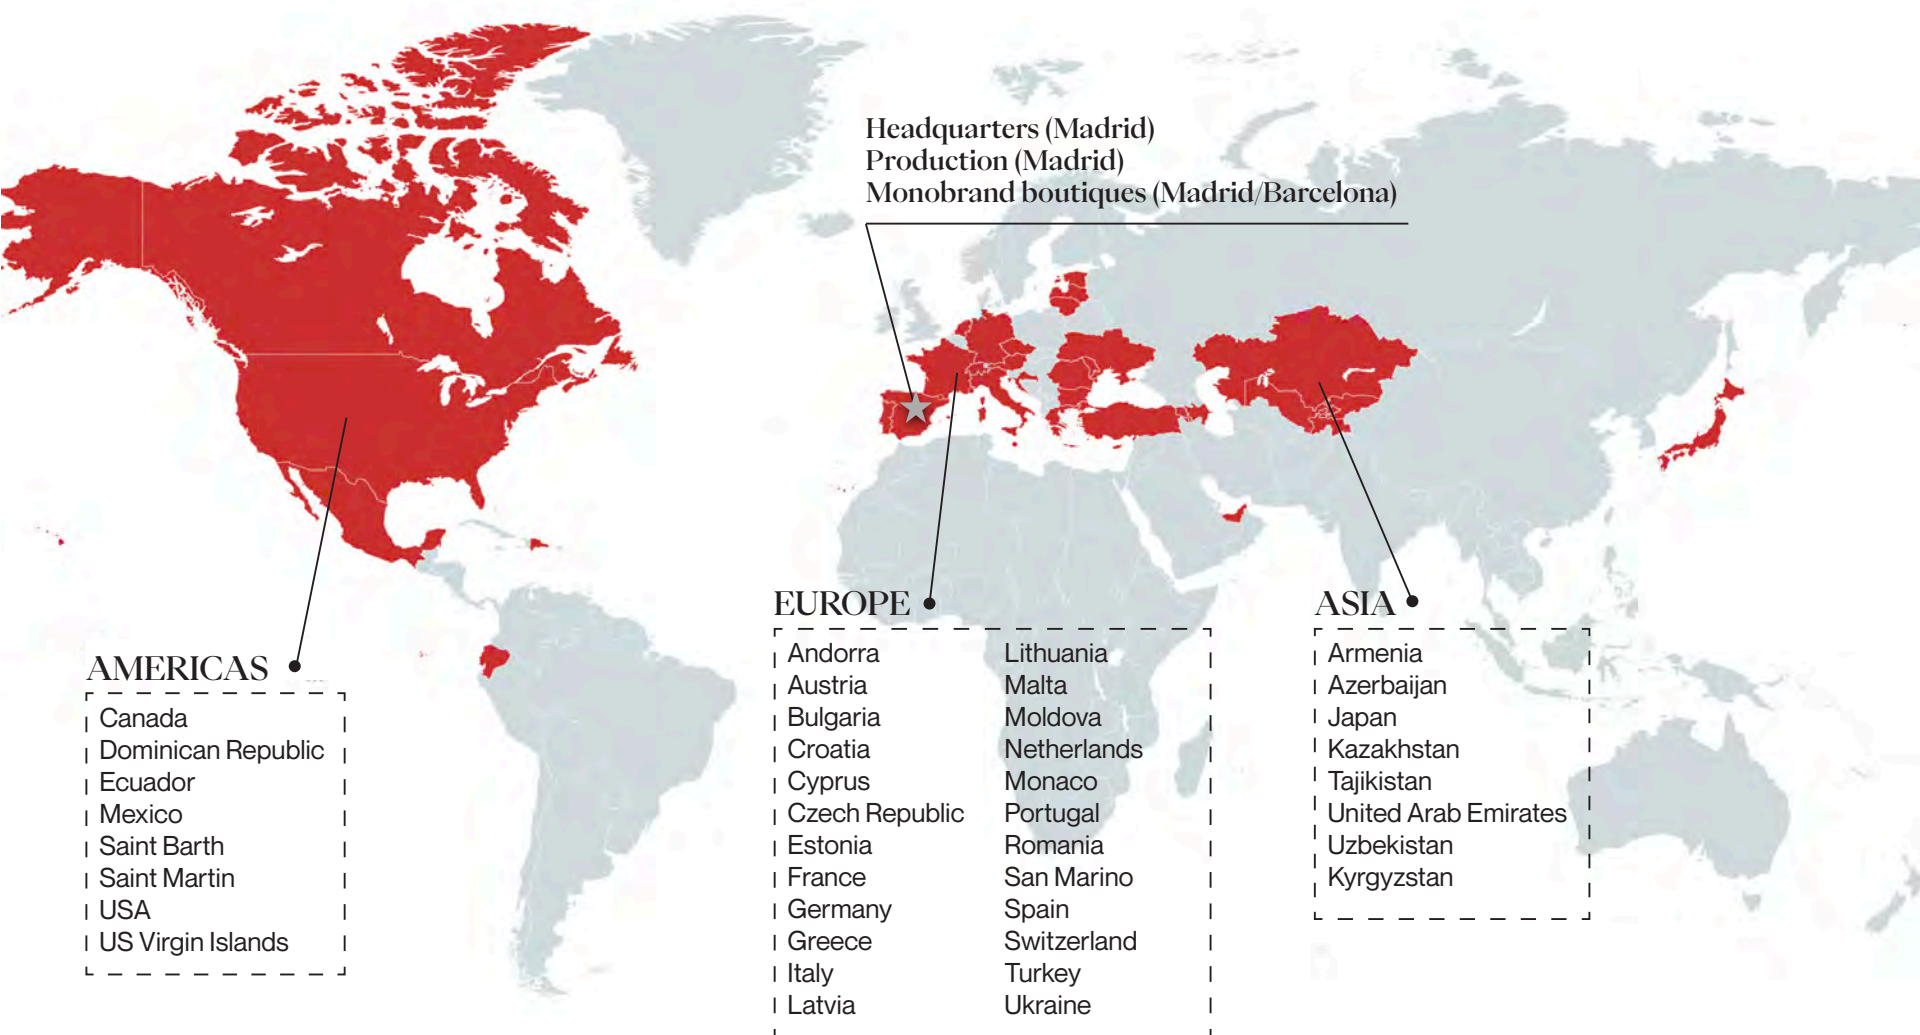 Headquarters (Madrid)
Production (Madrid)
Monobrand boutiques (Madrid/Barcelona)
AMERICAS
Canada
Dominican Republic
Ecuador
Mexico
Saint Barth
Saint Martin
USA
US Virgin Islands
EUROPE
Andorra
Austria
Bulgaria
Croatia
Cyprus
Czech Republic
Estonia
France
Germany
Greece
Italy
Latvia
Lithuania
Malta
Moldova
Netherlands
Monaco
Portugal
Romania
San Marino
Spain
Switzerland
Turkey
Ukraine
ASIA
Armenia
Azerbaijan
Japan
Kazakhstan
Tajikistan
United Arab Emirates
Uzbekistan
Kyrgyzstan